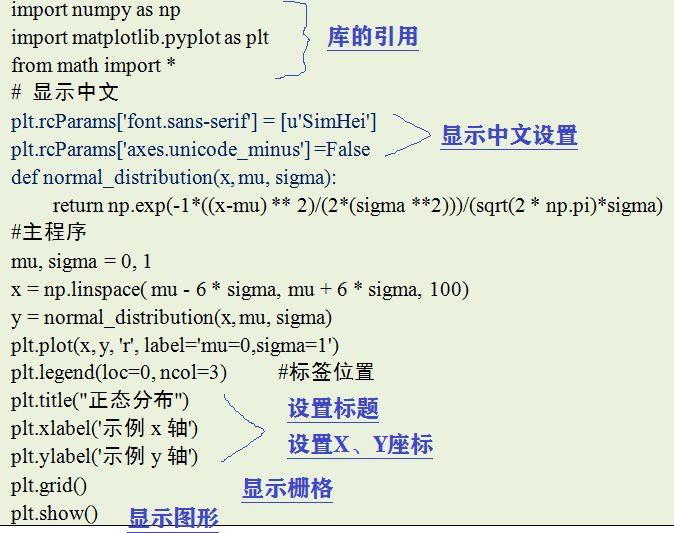 import numpy as np
import matplotlib.pyplot as plt
from math import *
库的引用
# 显示中文
plt.rcParams['font.sans-serif'] = [u'SimHei']
plt.rcParams['axes.unicode_minus'] =False
显示中文设置
def normal_distribution(x, mu, sigma):
return np.exp(-1*((x-mu) ** 2)/(2*(sigma **2)))/(sqrt(2 * np.pi)*sigma)
#主程序
mu, sigma = 0, 1
x = np.linspace( mu - 6 * sigma, mu + 6 * sigma, 100)
y = normal_distribution(x, mu, sigma)
plt.plot(x, y, 'r', label='mu=0,sigma=1')
plt.legend(loc=0, ncol=3) #标签位置
plt.title("正态分布")
plt.xlabel('示例 x 轴')
plt.ylabel('示例 y 轴')
设置标题
设置X、Y座标
plt.grid()
显示栅格
plt.show()
显示图形